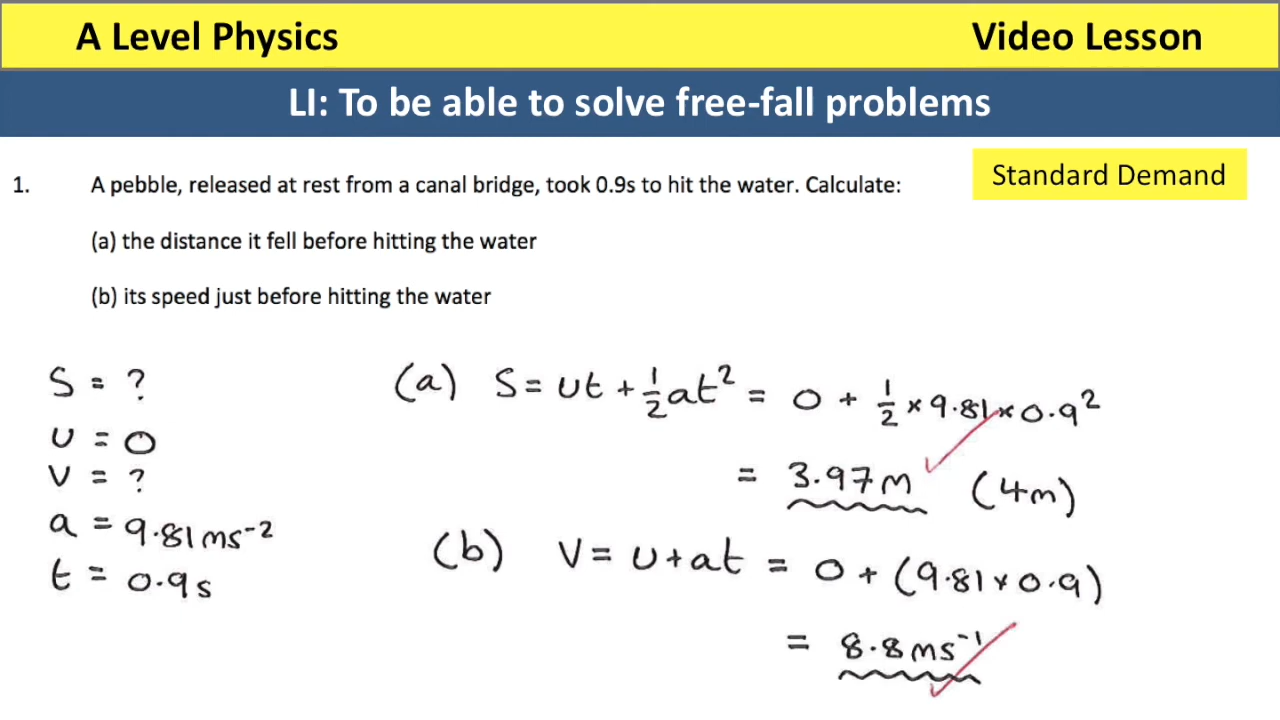 A Level Physics Video Lesson
LI: To be able to solve free-fall problems
Standard Demand
1. A pebble, released at rest from a canal bridge, took 0.9s to hit the water. Calculate:
(a) the distance it fell before hitting the water
(b) its speed just before hitting the water
S = ?
U = 0
V = ?
a = 9.81ms⁻²
t = 0.9s
(a) S = ut + ½at² = 0 + ½ × 9.81 × 0.9²
= 3.97m (4m)
(b) V = u + at = 0 + (9.81 × 0.9)
= 8.8ms⁻¹